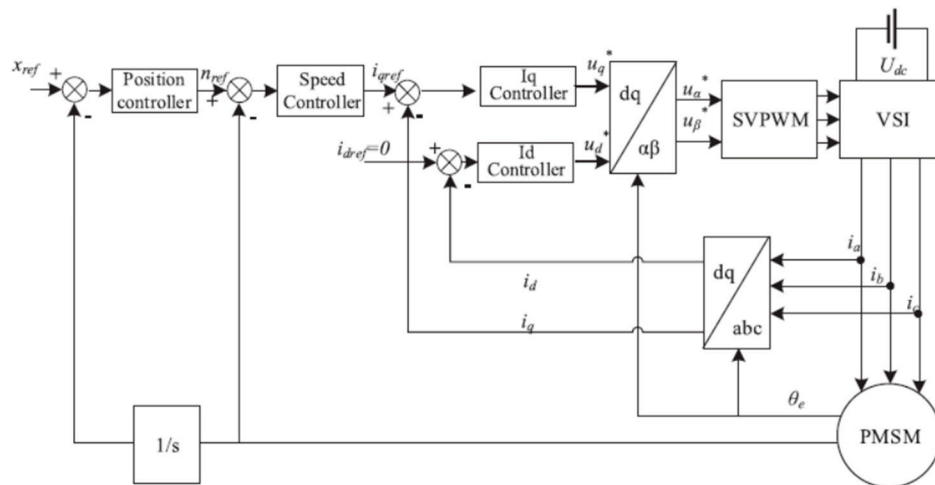 x_ref
+
-
Position
controller
n_ref
+
-
Speed
Controller
i_qref
+
-
Iq
Controller
u_q*
i_dref=0
+
-
Id
Controller
u_d*
dq
αβ
u_α*
u_β*
SVPWM
U_dc
VSI
i_a
i_b
i_c
dq
abc
i_d
i_q
θ_e
1/s
PMSM